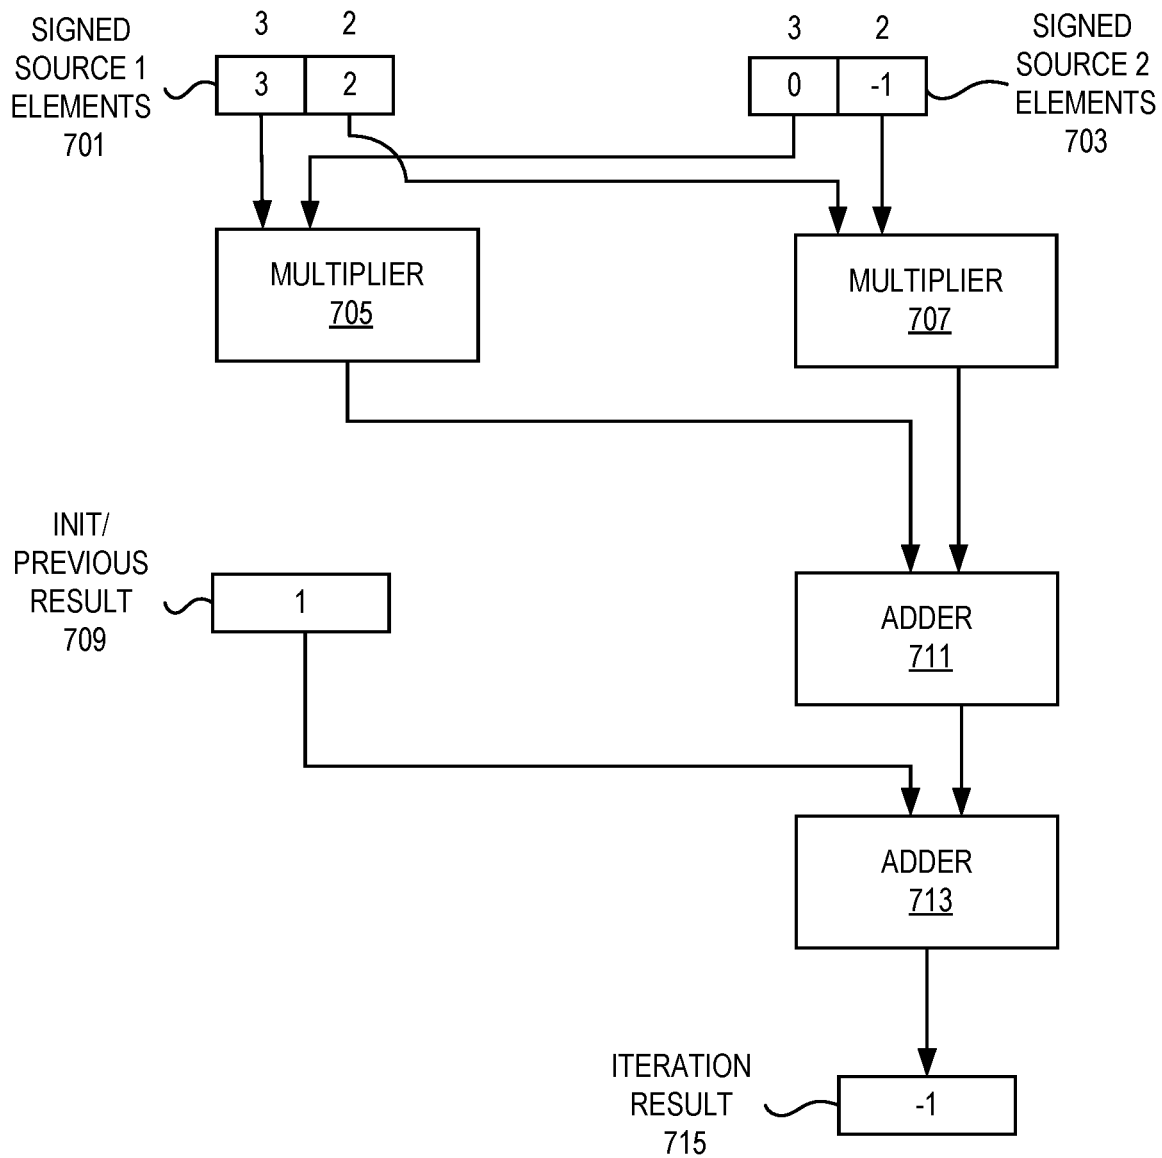 SIGNED
SOURCE 1
ELEMENTS
701
3 2
3 2
3 2
0 -1
SIGNED
SOURCE 2
ELEMENTS
703
MULTIPLIER
705
MULTIPLIER
707
INIT/
PREVIOUS
RESULT
709
1
ADDER
711
ADDER
713
ITERATION
RESULT
715
-1